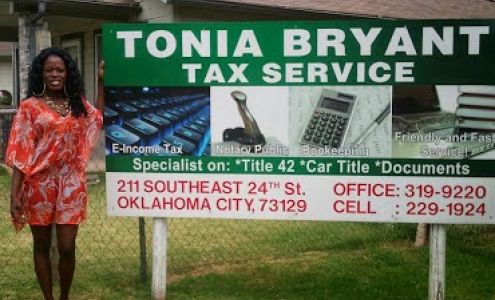 TONIA BRYANT
TAX SERVICE
E-Income Tax
Notary Public
Bookeeping
Friendly and Fast
Service!
Specialist on: *Title 42 *Car Title *Documents
211 SOUTHEAST 24TH St. OFFICE: 319-9220
OKLAHOMA CITY, 73129 CELL : 229-1924